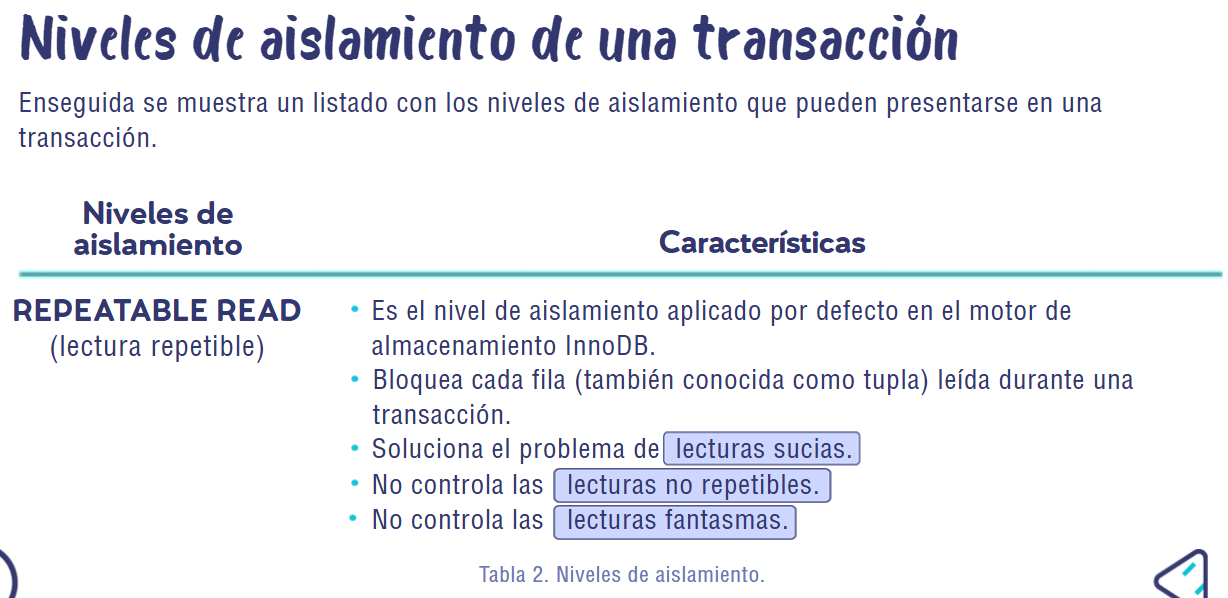 Niveles de aislamiento de una transacción
Enseguida se muestra un listado con los niveles de aislamiento que pueden presentarse en una
transacción.
Niveles de
aislamiento
Características
REPEATABLE READ
(lectura repetible)
• Es el nivel de aislamiento aplicado por defecto en el motor de
almacenamiento InnoDB.
• Bloquea cada fila (también conocida como tupla) leída durante una
transacción.
• Soluciona el problema de lecturas sucias.
• No controla las lecturas no repetibles.
• No controla las lecturas fantasmas.
Tabla 2. Niveles de aislamiento.